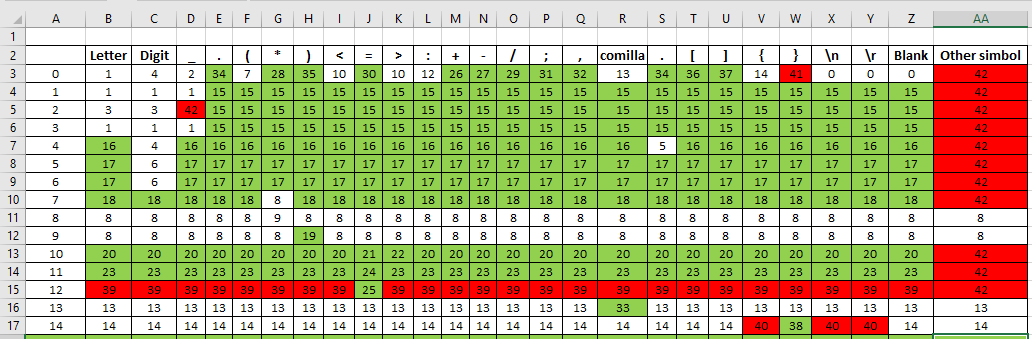 A B C D E F G H I J K L M N O P Q R S T U V W X Y Z AA
1
2 Letter Digit _ . ( * ) < = > : + - / ; , comilla . [ ] { } \n \r Blank Other simbol
3 0 1 4 2 34 7 28 35 10 30 10 12 26 27 29 31 32 13 34 36 37 14 41 0 0 0 42
4 1 1 1 1 15 15 15 15 15 15 15 15 15 15 15 15 15 15 15 15 15 15 15 15 15 15 42
5 2 3 3 42 15 15 15 15 15 15 15 15 15 15 15 15 15 15 15 15 15 15 15 15 15 15 42
6 3 1 1 1 15 15 15 15 15 15 15 15 15 15 15 15 15 15 15 15 15 15 15 15 15 15 42
7 4 16 4 16 16 16 16 16 16 16 16 16 16 16 16 16 16 16 5 16 16 16 16 16 16 16 42
8 5 17 6 17 17 17 17 17 17 17 17 17 17 17 17 17 17 17 17 17 17 17 17 17 17 17 42
9 6 17 6 17 17 17 17 17 17 17 17 17 17 17 17 17 17 17 17 17 17 17 17 17 17 17 42
10 7 18 18 18 18 18 8 18 18 18 18 18 18 18 18 18 18 18 18 18 18 18 18 18 18 18 42
11 8 8 8 8 8 8 9 8 8 8 8 8 8 8 8 8 8 8 8 8 8 8 8 8 8 8 8
12 9 8 8 8 8 8 8 19 8 8 8 8 8 8 8 8 8 8 8 8 8 8 8 8 8 8 8
13 10 20 20 20 20 20 20 20 20 21 22 20 20 20 20 20 20 20 20 20 20 20 20 20 20 20 42
14 11 23 23 23 23 23 23 23 23 24 23 23 23 23 23 23 23 23 23 23 23 23 23 23 23 23 42
15 12 39 39 39 39 39 39 39 39 25 39 39 39 39 39 39 39 39 39 39 39 39 39 39 39 39 42
16 13 13 13 13 13 13 13 13 13 13 13 13 13 13 13 13 13 33 13 13 13 13 13 13 13 13 13
17 14 14 14 14 14 14 14 14 14 14 14 14 14 14 14 14 14 14 14 14 14 40 38 40 40 14 14